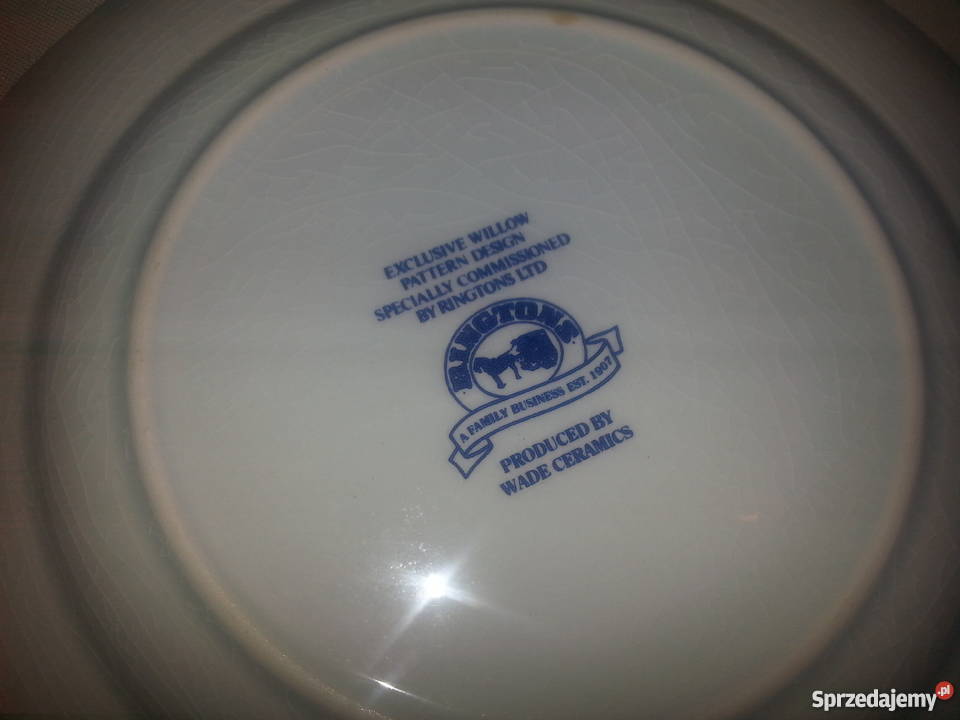 EXCLUSIVE WILLOW
PATTERN DESIGN
SPECIALLY COMMISSIONED
BY RINGTONS LTD
RINGTONS
A FAMILY BUSINESS EST. 1907
PRODUCED BY
WADE CERAMICS
Sprzedajemy.pl